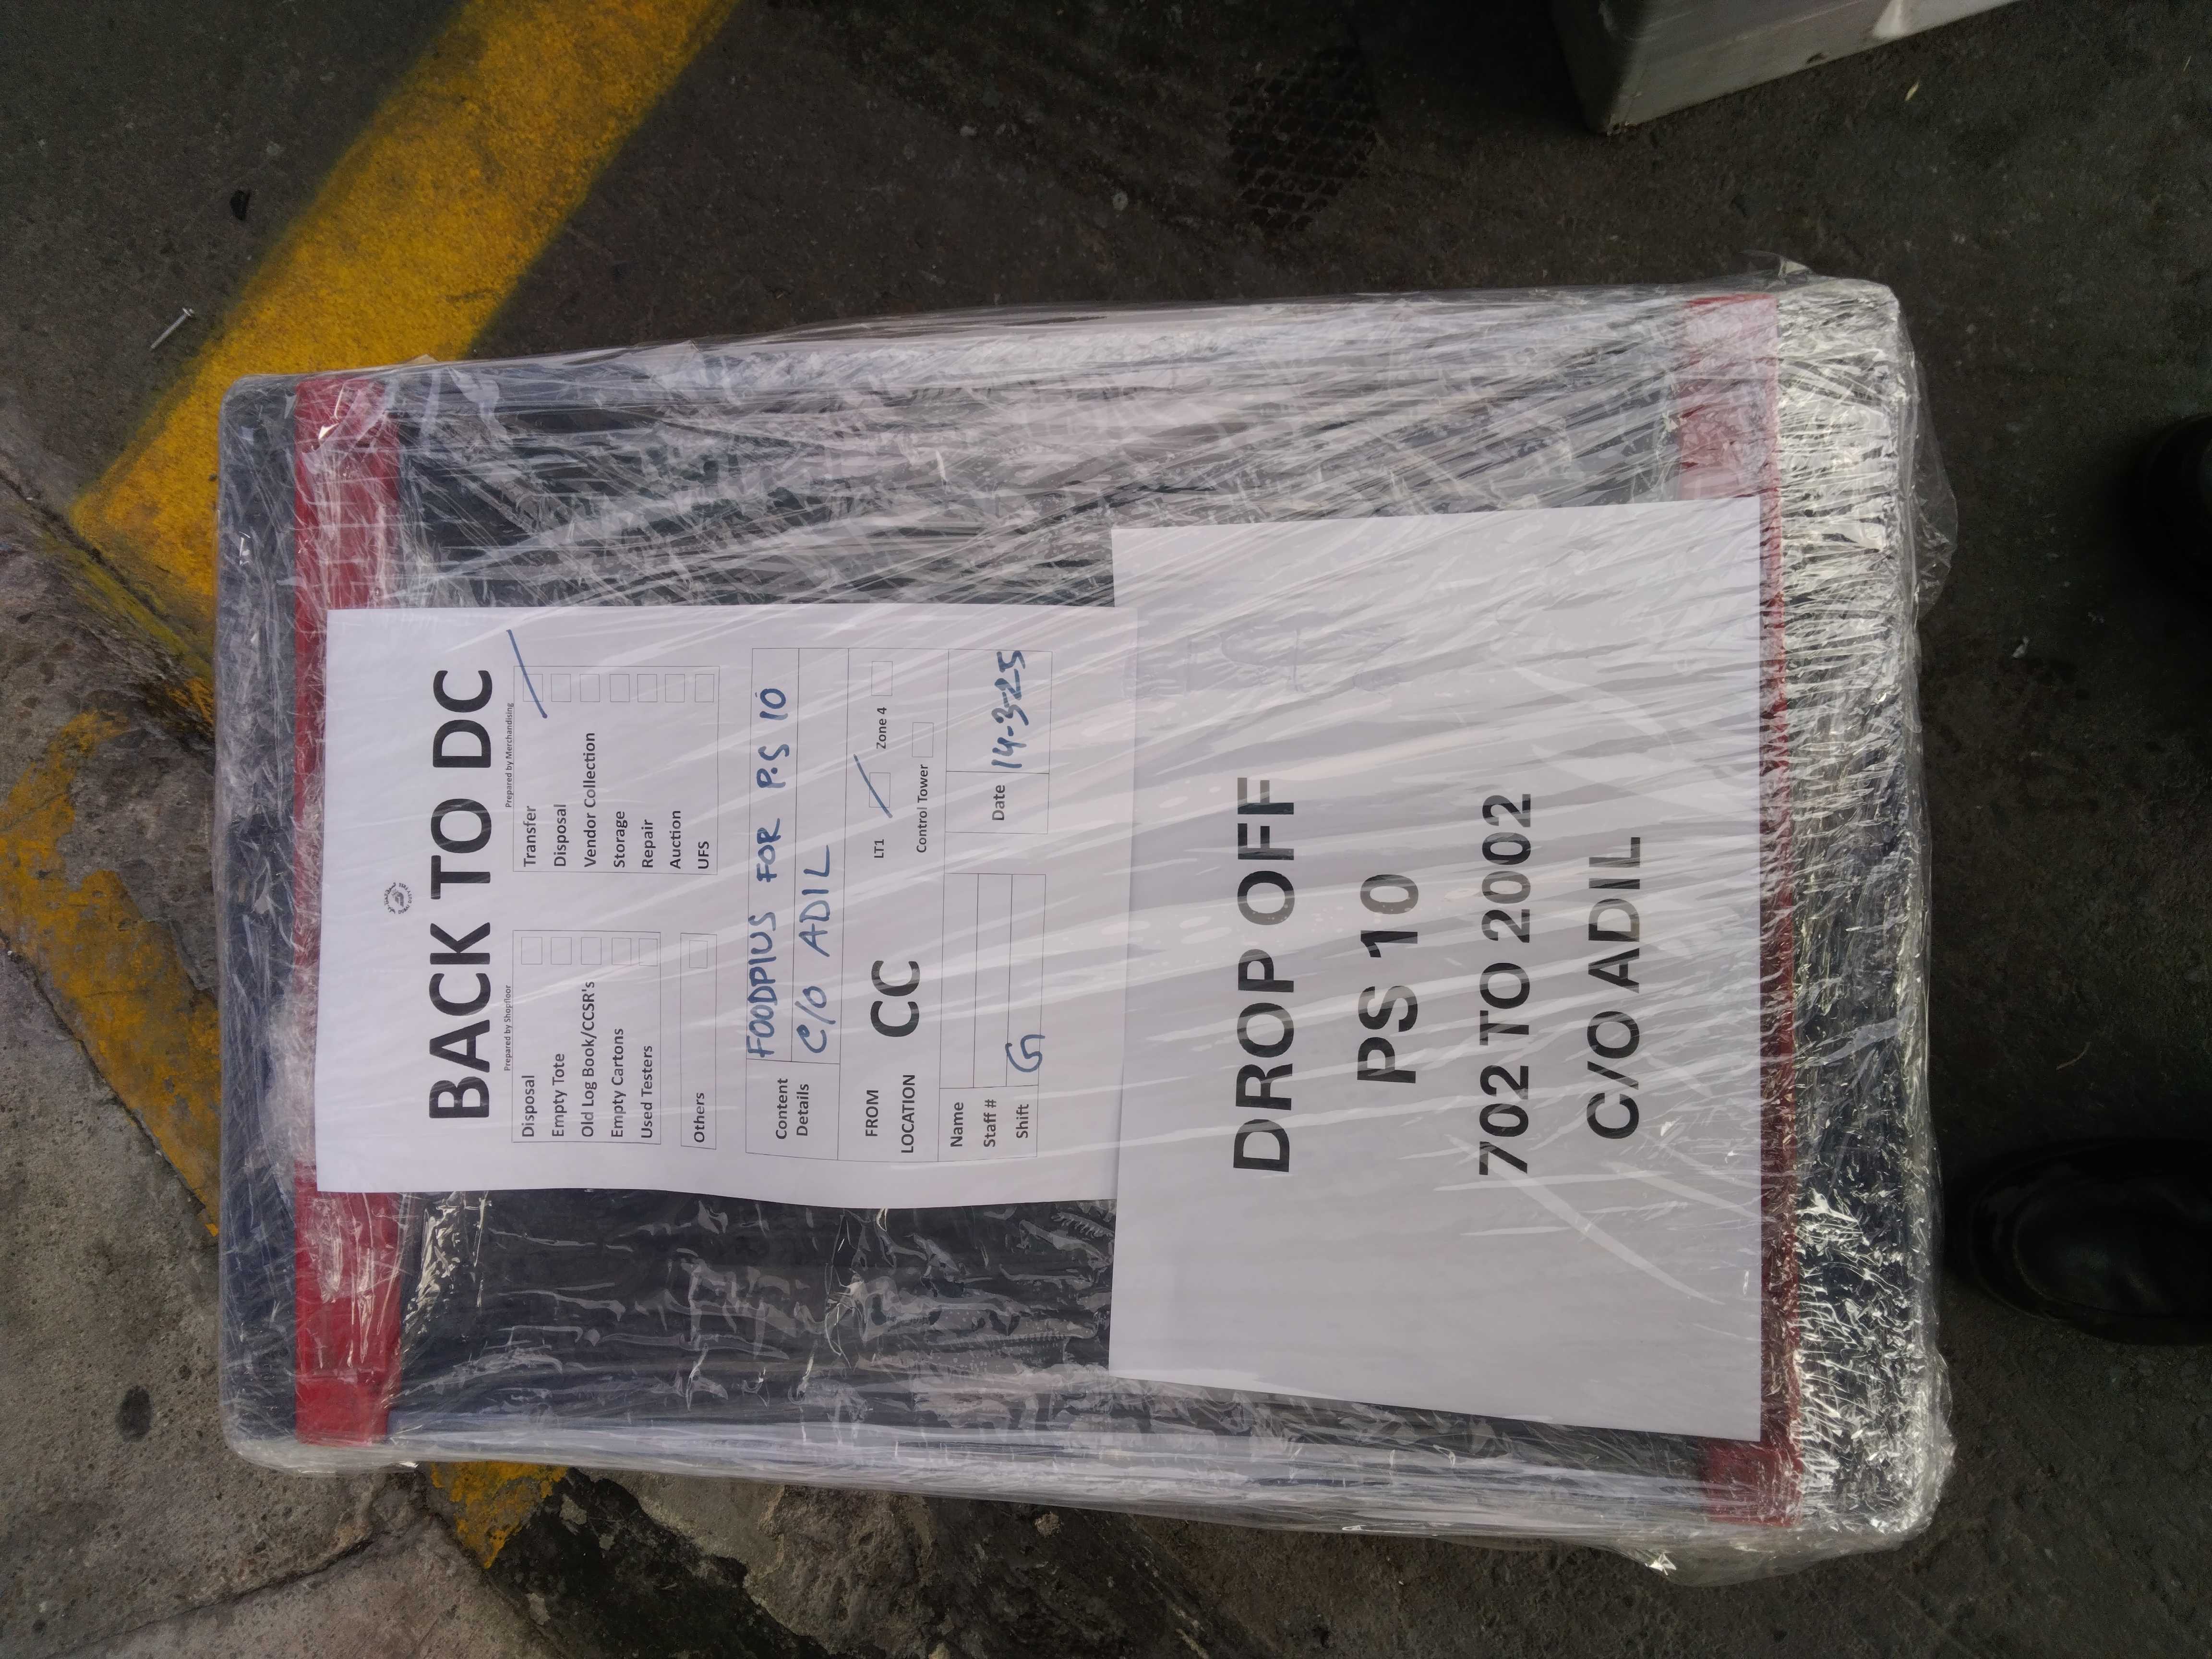 BACK TO DC
Prepared by Shopfloor
Prepared by Merchandising
Disposal
Empty Tote
Old Log Book/CCSR's
Empty Cartons
Used Testers
Others
Transfer
Disposal
Vendor Collection
Storage
Repair
Auction
UFS
Content Details
FOODPLUS FOR P.S 10
C/O ADIL
FROM LOCATION
CC
LT1
Zone 4
Control Tower
Name
Staff #
Shift G
Date 14-3-25
DROP OFF
PS 10
702 TO 2002
C/O ADIL